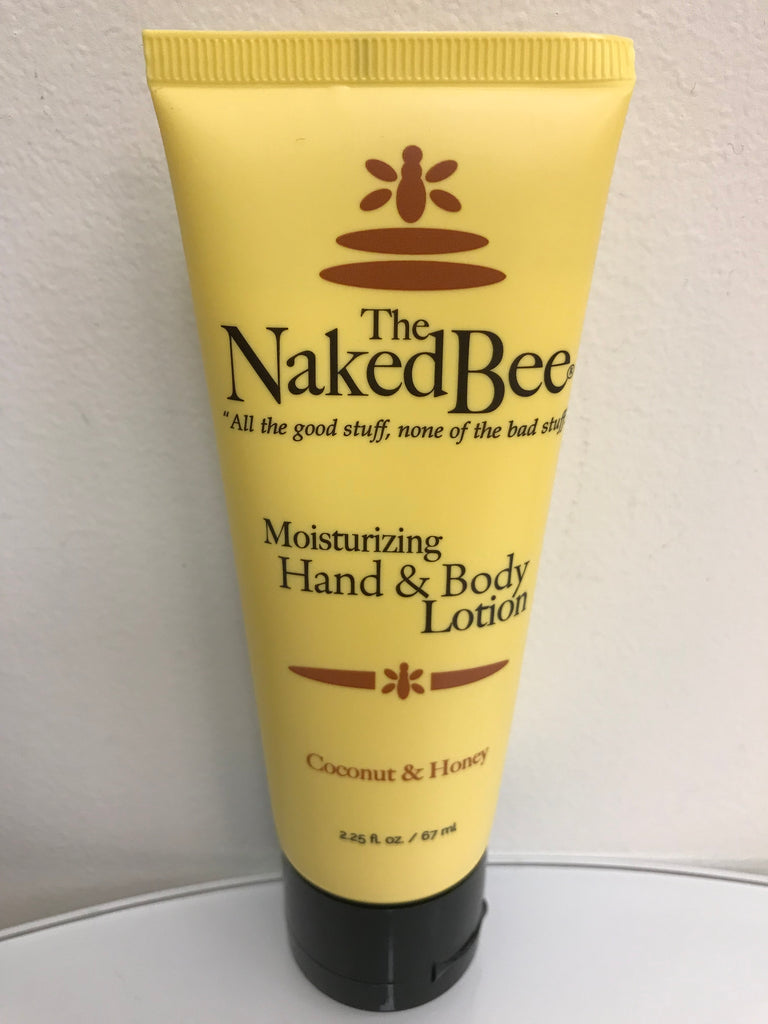 The
NakedBee®
"All the good stuff, none of the bad stuff
Moisturizing
Hand & Body
Lotion
Coconut & Honey
2.25 fl. oz. / 67 ml